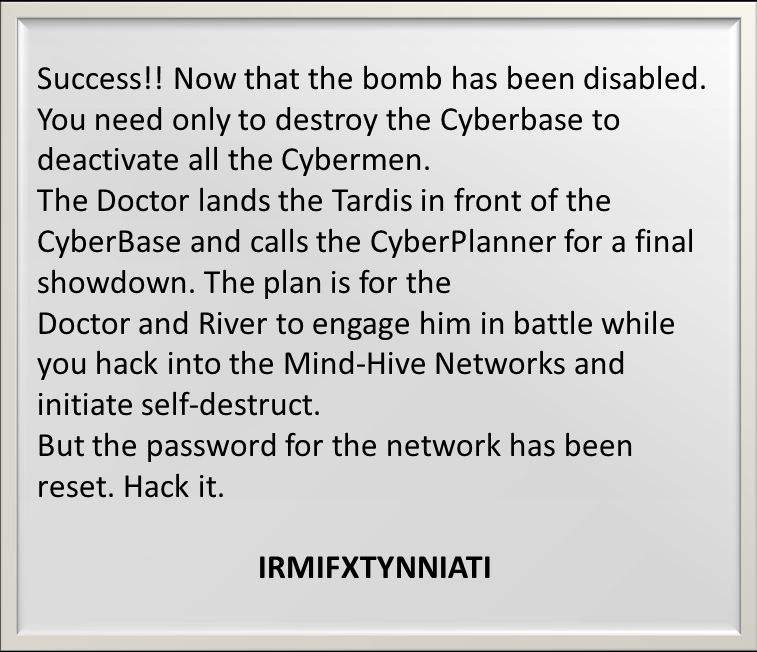 Success!! Now that the bomb has been disabled.
You need only to destroy the Cyberbase to
deactivate all the Cybermen.
The Doctor lands the Tardis in front of the
CyberBase and calls the CyberPlanner for a final
showdown. The plan is for the
Doctor and River to engage him in battle while
you hack into the Mind-Hive Networks and
initiate self-destruct.
But the password for the network has been
reset. Hack it.
IRMIFXTYNNIATI